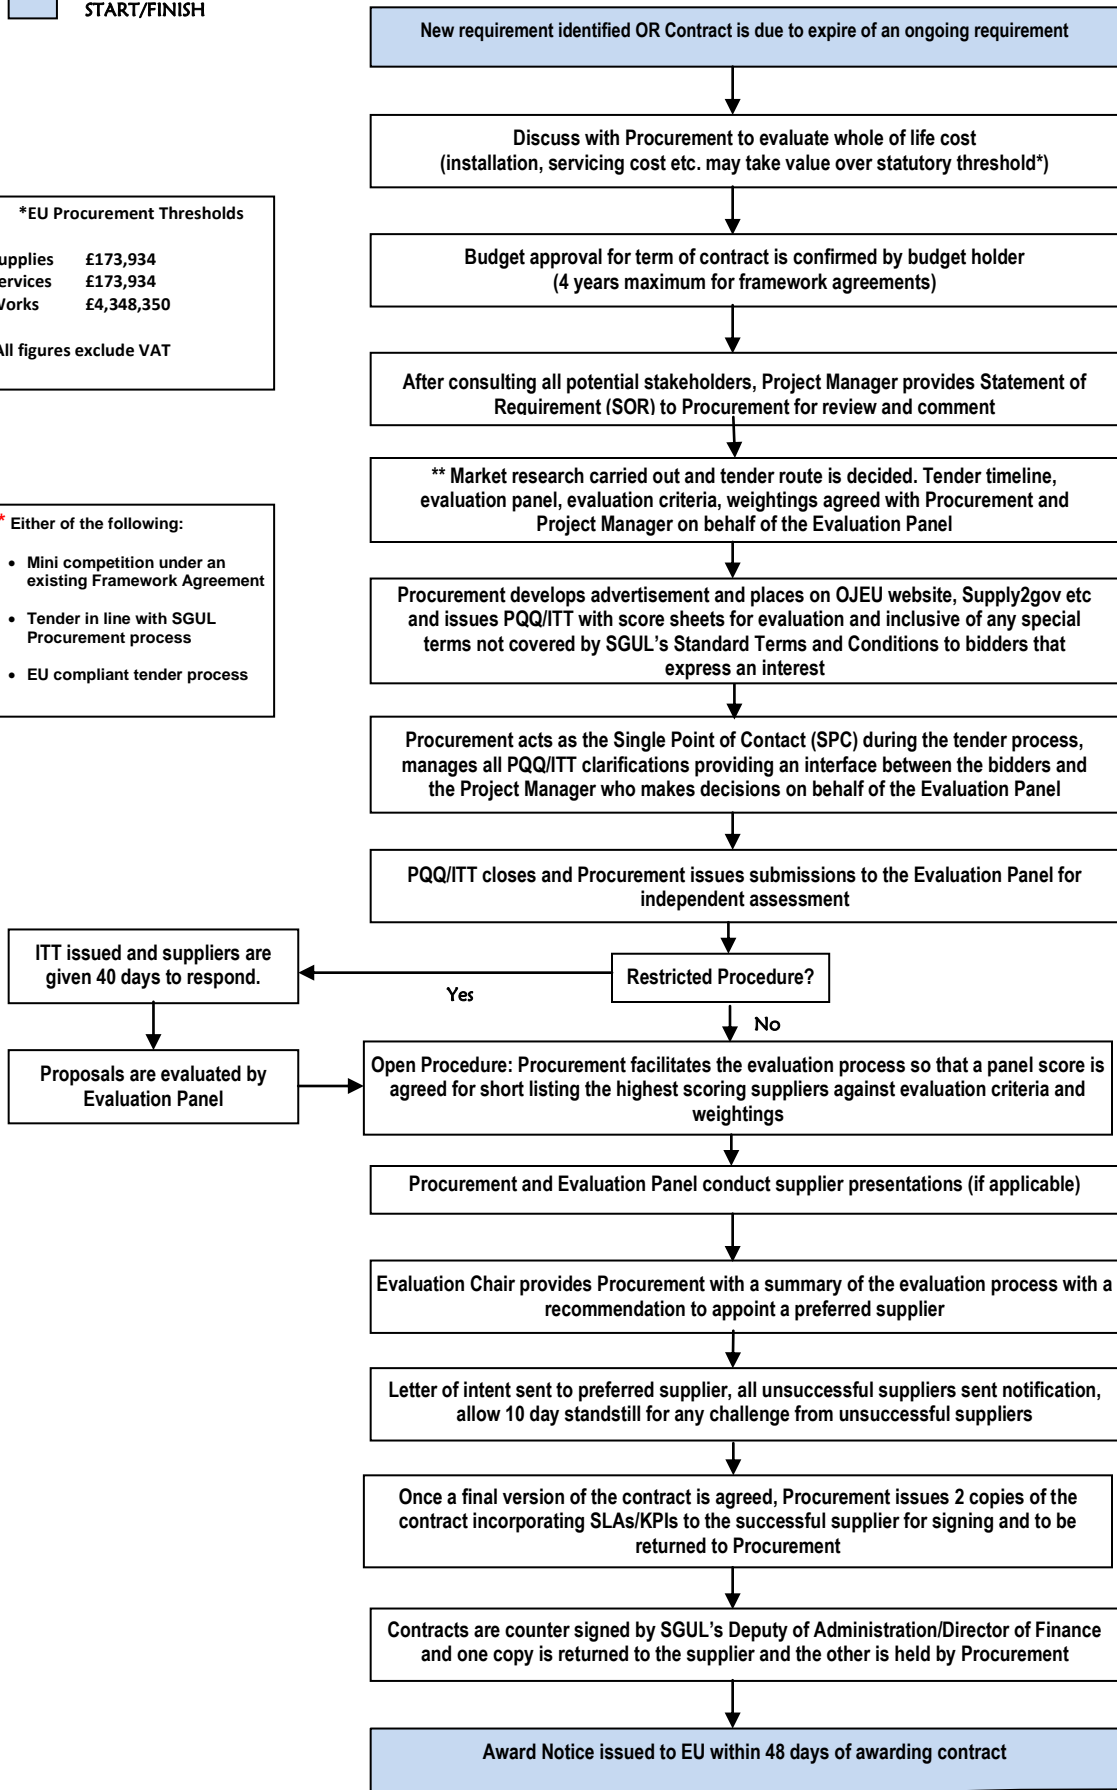 START/FINISH
New requirement identified OR Contract is due to expire of an ongoing requirement
Discuss with Procurement to evaluate whole of life cost
(installation, servicing cost etc. may take value over statutory threshold*)
*EU Procurement Thresholds
upplies £173,934
ervices £173,934
Works £4,348,350
All figures exclude VAT
Budget approval for term of contract is confirmed by budget holder
(4 years maximum for framework agreements)
After consulting all potential stakeholders, Project Manager provides Statement of
Requirement (SOR) to Procurement for review and comment
** Market research carried out and tender route is decided. Tender timeline,
evaluation panel, evaluation criteria, weightings agreed with Procurement and
Project Manager on behalf of the Evaluation Panel
* Either of the following:
• Mini competition under an
existing Framework Agreement
• Tender in line with SGUL
Procurement process
• EU compliant tender process
Procurement develops advertisement and places on OJEU website, Supply2gov etc
and issues PQQ/ITT with score sheets for evaluation and inclusive of any special
terms not covered by SGUL's Standard Terms and Conditions to bidders that
express an interest
Procurement acts as the Single Point of Contact (SPC) during the tender process,
manages all PQQ/ITT clarifications providing an interface between the bidders and
the Project Manager who makes decisions on behalf of the Evaluation Panel
PQQ/ITT closes and Procurement issues submissions to the Evaluation Panel for
independent assessment
Restricted Procedure?
Yes
No
ITT issued and suppliers are
given 40 days to respond.
Proposals are evaluated by
Evaluation Panel
Open Procedure: Procurement facilitates the evaluation process so that a panel score is
agreed for short listing the highest scoring suppliers against evaluation criteria and
weightings
Procurement and Evaluation Panel conduct supplier presentations (if applicable)
Evaluation Chair provides Procurement with a summary of the evaluation process with a
recommendation to appoint a preferred supplier
Letter of intent sent to preferred supplier, all unsuccessful suppliers sent notification,
allow 10 day standstill for any challenge from unsuccessful suppliers
Once a final version of the contract is agreed, Procurement issues 2 copies of the
contract incorporating SLAs/KPIs to the successful supplier for signing and to be
returned to Procurement
Contracts are counter signed by SGUL's Deputy of Administration/Director of Finance
and one copy is returned to the supplier and the other is held by Procurement
Award Notice issued to EU within 48 days of awarding contract